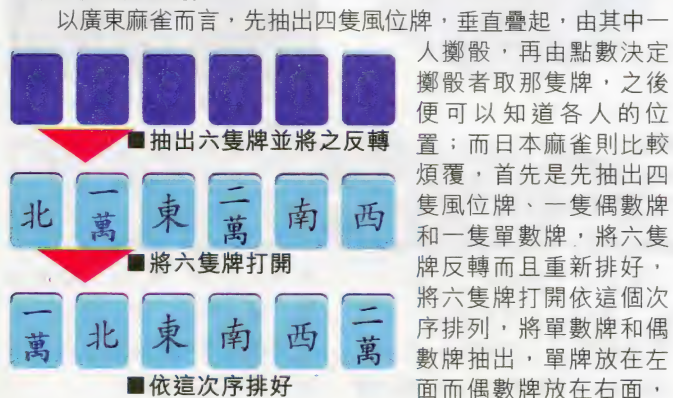 以廣東麻雀而言，先抽出四隻風位牌，垂直疊起，由其中一
人擲骰，再由點數決定
擲骰者取那隻牌，之後
便可以知道各人的位
置；而日本麻雀則比較
煩覆，首先是先抽出四
隻風位牌、一隻偶數牌
和一隻單數牌，將六隻
牌反轉而且重新排好，
將六隻牌打開依這個次
序排列，將單數牌和偶
數牌抽出，單牌放在左
面而偶數牌放在右面，
■抽出六隻牌並將之反轉
北 一萬 東 二萬 南 西
■將六隻牌打開
一萬 北 東 南 西 二萬
■依這次序排好